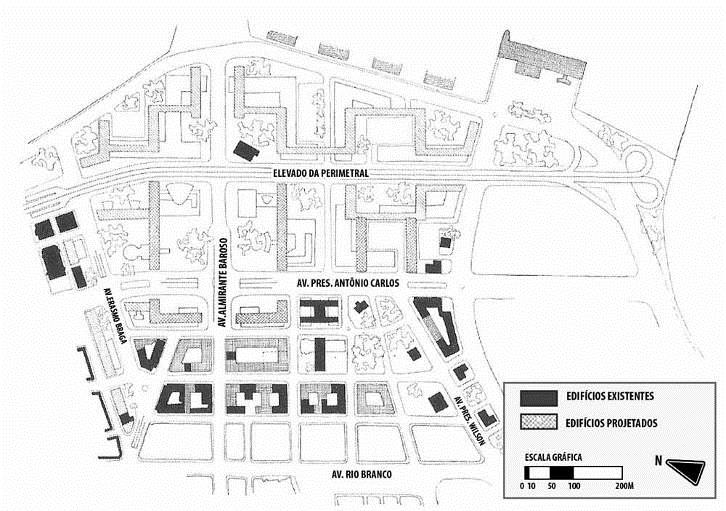 ELEVADO DA PERIMETRAL
AV.ALMIRANTE BAROSO
AV. PRES. ANTÔNIO CARLOS
AV.ERASMO BRAGA
AV. PRES. WILSON
AV. RIO BRANCO
EDIFÍCIOS EXISTENTES
EDIFÍCIOS PROJETADOS
ESCALA GRÁFICA
N
0 10 50 100 200M